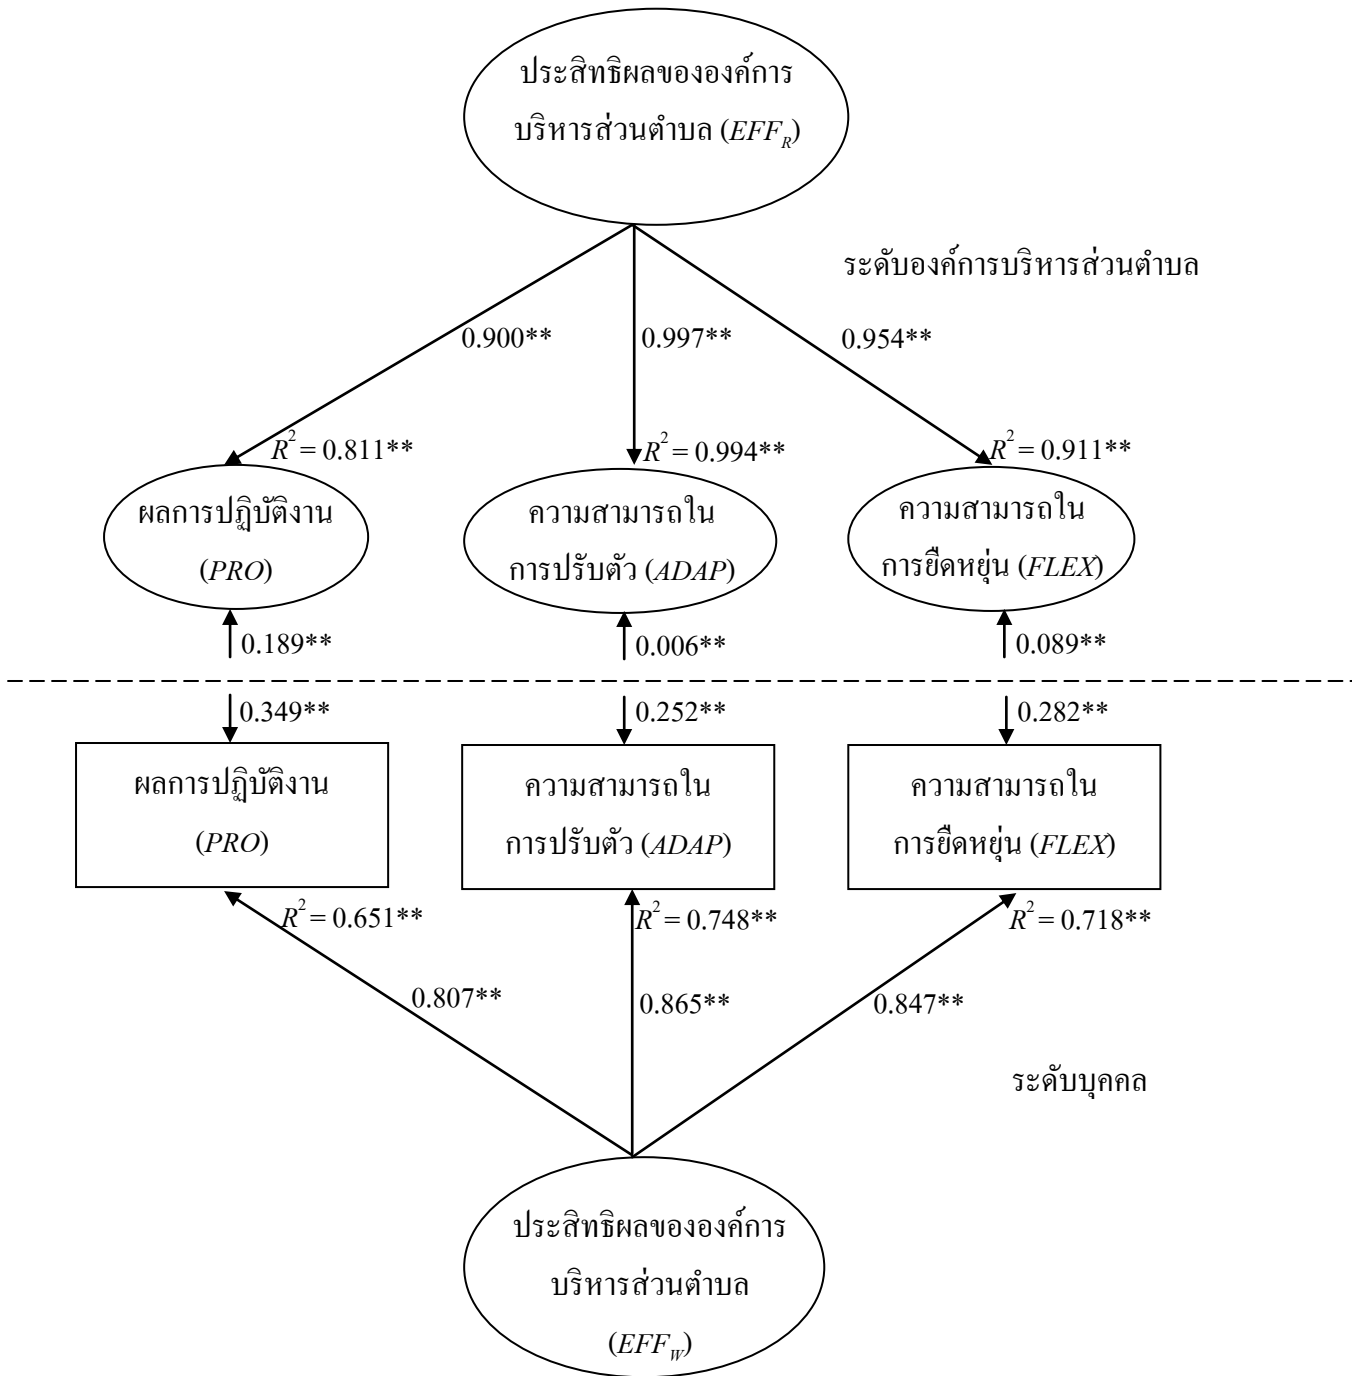 ประสิทธิผลขององค์การ
บริหารส่วนตำบล (EFF_R)
ระดับองค์การบริหารส่วนตำบล
0.900**
0.997**
0.954**
R² = 0.811**
R² = 0.994**
R² = 0.911**
ผลการปฏิบัติงาน
(PRO)
ความสามารถใน
การปรับตัว (ADAP)
ความสามารถใน
การยืดหยุ่น (FLEX)
0.189**
0.006**
0.089**
0.349**
0.252**
0.282**
ผลการปฏิบัติงาน
(PRO)
ความสามารถใน
การปรับตัว (ADAP)
ความสามารถใน
การยืดหยุ่น (FLEX)
R² = 0.651**
R² = 0.748**
R² = 0.718**
0.807**
0.865**
0.847**
ระดับบุคคล
ประสิทธิผลขององค์การ
บริหารส่วนตำบล
(EFF_W)